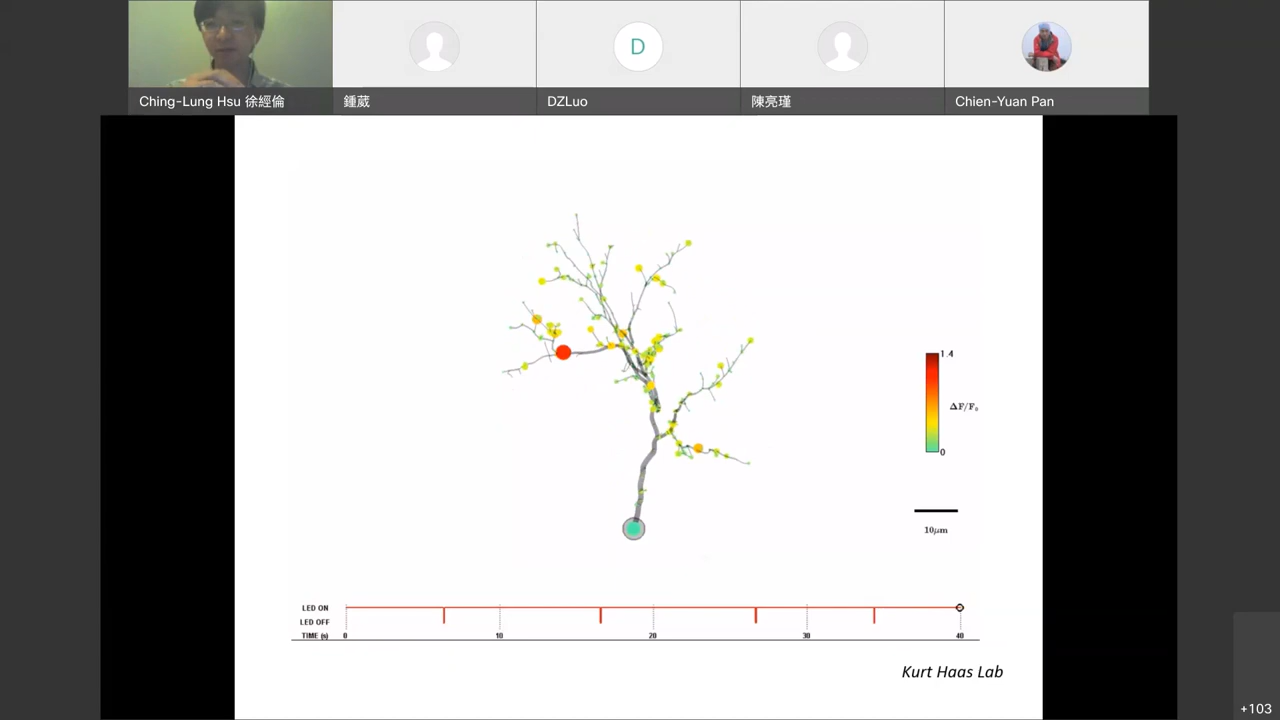 Ching-Lung Hsu 徐經倫
鍾葳
D
DZLuo
陳亮瑾
Chien-Yuan Pan
1.4
ΔF/F₀
0
10μm
LED ON
LED OFF
TIME (s)
0 10 20 30 40
Kurt Haas Lab
+103